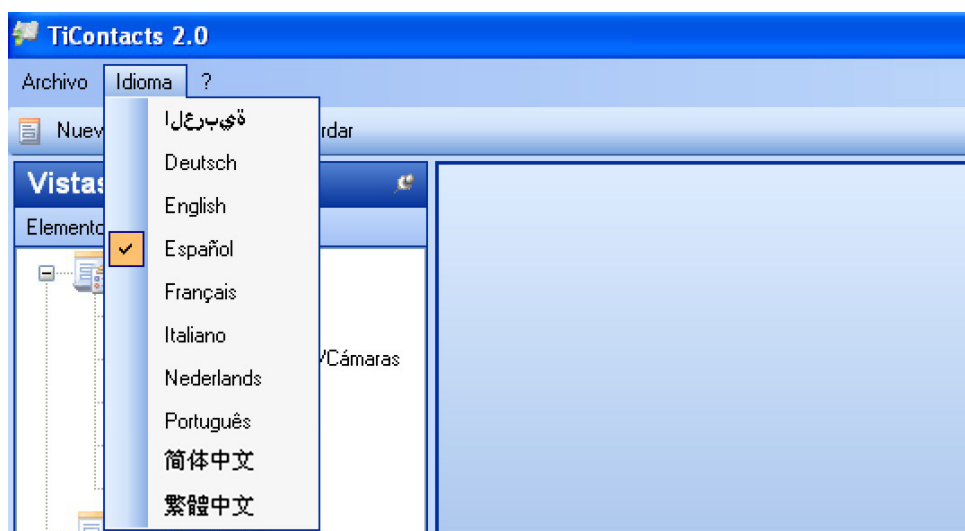 TiContacts 2.0
Archivo Idioma ?
Nuev rdar
ةيبرعلا
Deutsch
English
Español
Français
Italiano
Nederlands
Português
简体中文
繁體中文
Vistas
Elemento
/Cámaras